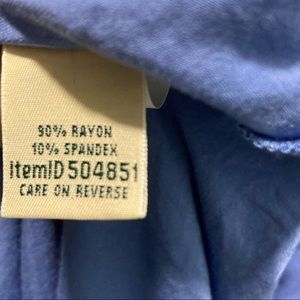 90% RAYON
10% SPANDEX
ItemID 504851
CARE ON REVERSE